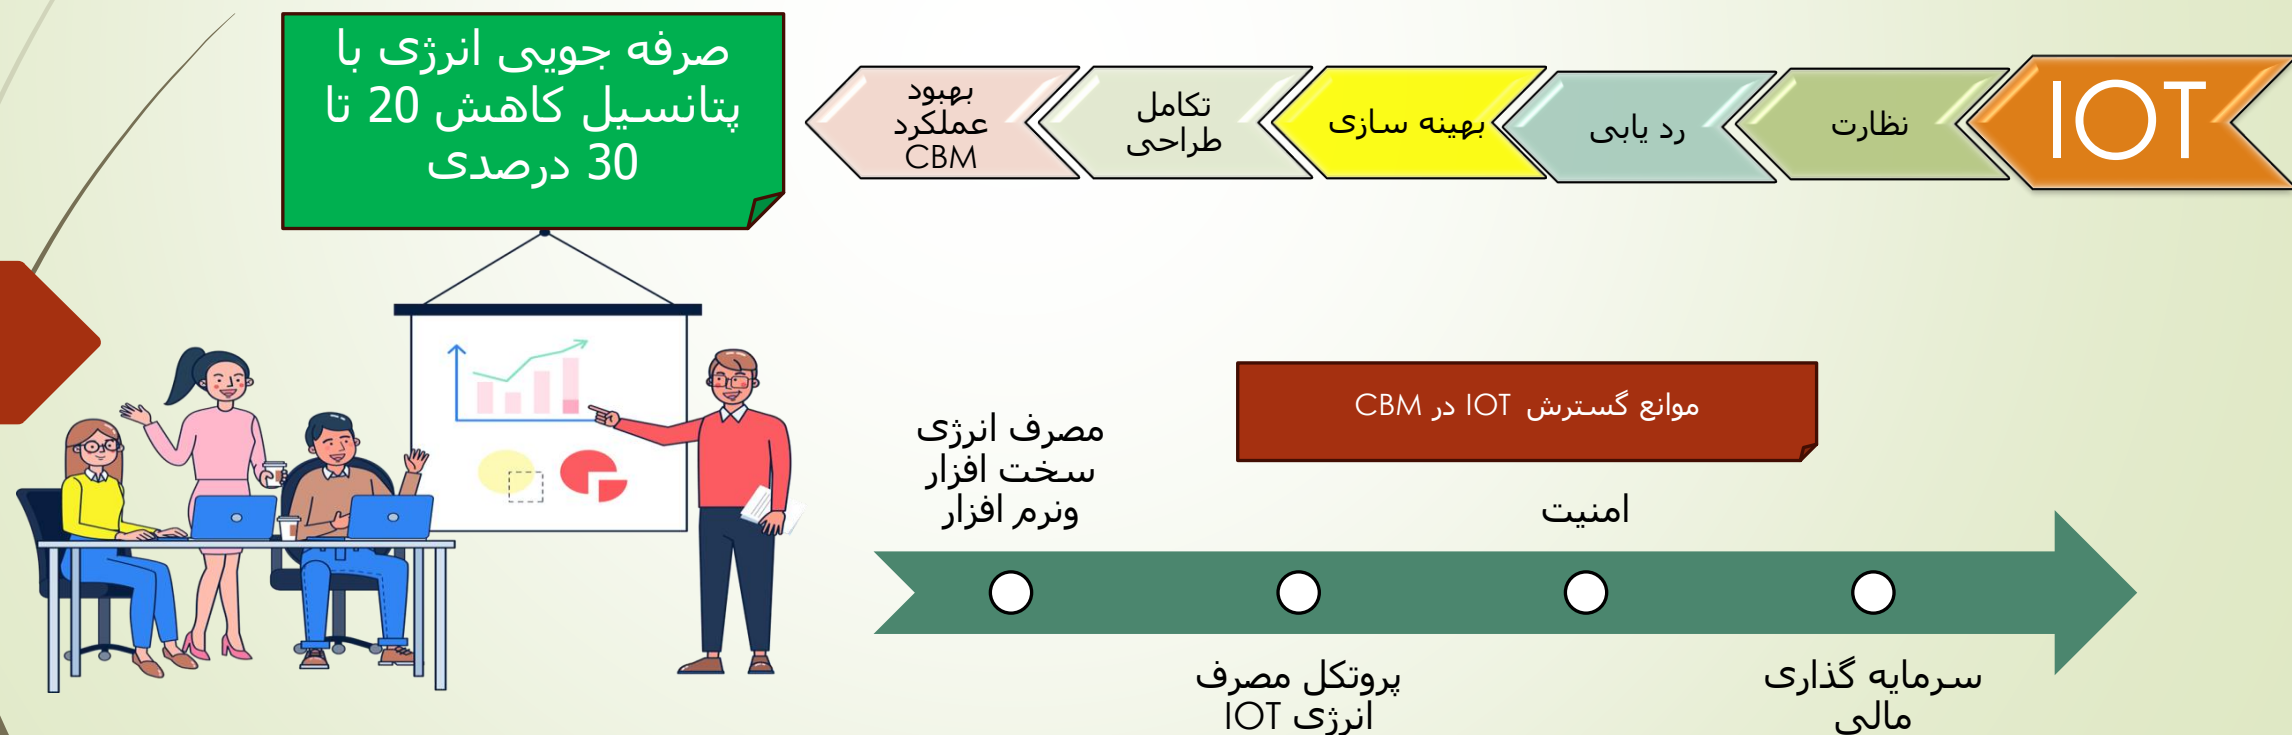 صرفه جویی انرژی با
پتانسیل کاهش 20 تا
30 درصدی
IOT
نظارت
رد یابی
بهینه سازی
تکامل
طراحی
بهبود
عملکرد
CBM
موانع گسترش IOT در CBM
مصرف انرژی
سخت افزار
ونرم افزار
پروتکل مصرف
انرژی IOT
امنیت
سرمایه گذاری
مالی